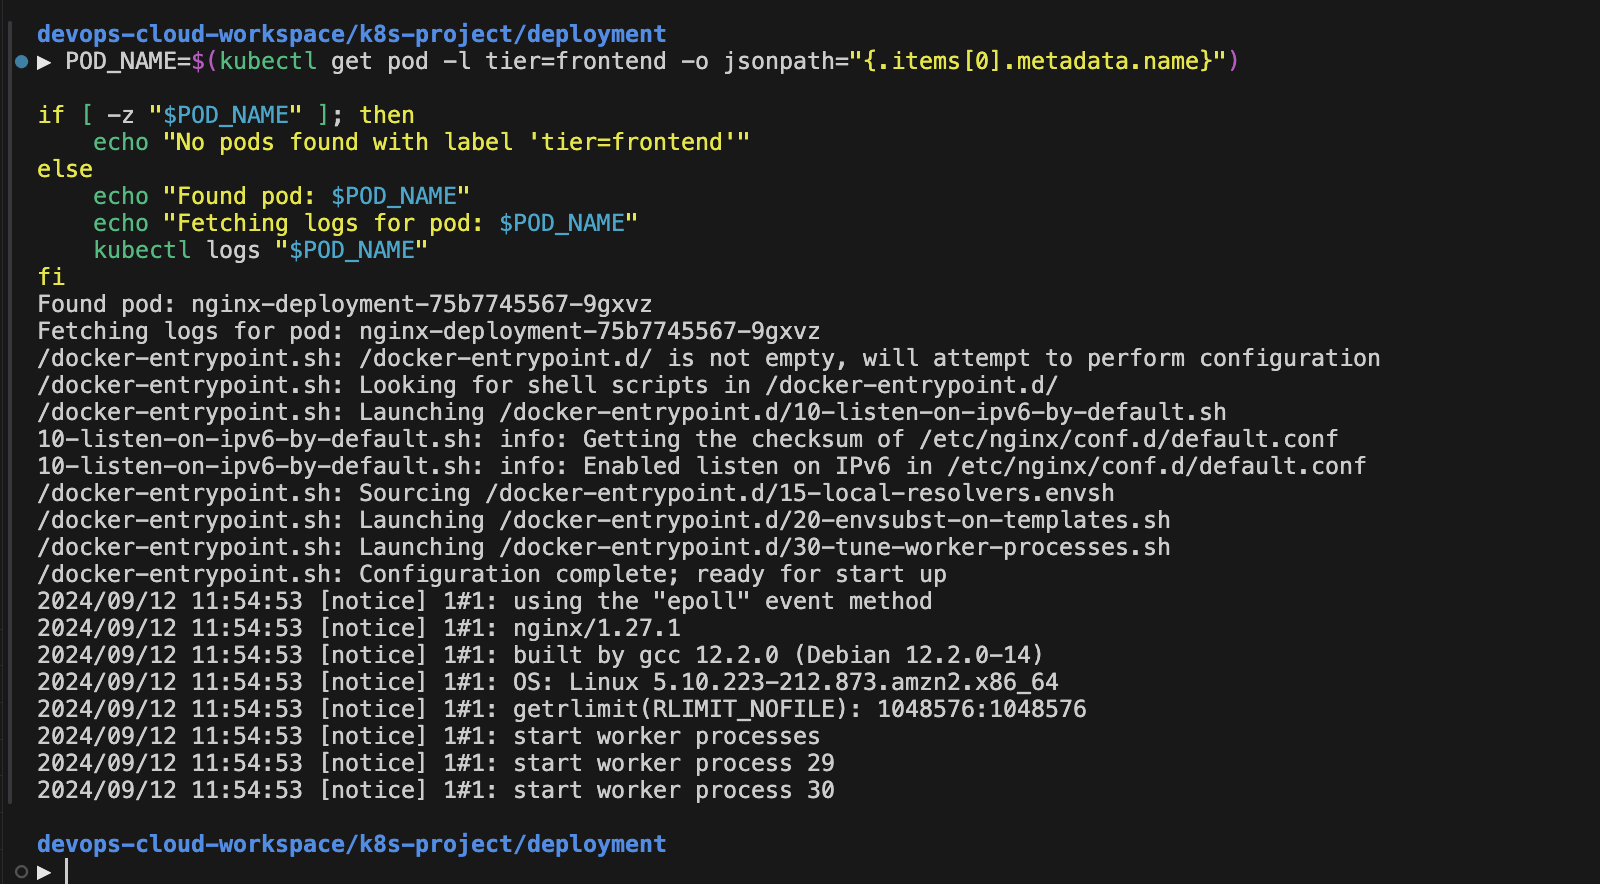 devops-cloud-workspace/k8s-project/deployment
▶ POD_NAME=$(kubectl get pod -l tier=frontend -o jsonpath="{.items[0].metadata.name}")

if [ -z "$POD_NAME" ]; then
    echo "No pods found with label 'tier=frontend'"
else
    echo "Found pod: $POD_NAME"
    echo "Fetching logs for pod: $POD_NAME"
    kubectl logs "$POD_NAME"
fi
Found pod: nginx-deployment-75b7745567-9gxvz
Fetching logs for pod: nginx-deployment-75b7745567-9gxvz
/docker-entrypoint.sh: /docker-entrypoint.d/ is not empty, will attempt to perform configuration
/docker-entrypoint.sh: Looking for shell scripts in /docker-entrypoint.d/
/docker-entrypoint.sh: Launching /docker-entrypoint.d/10-listen-on-ipv6-by-default.sh
10-listen-on-ipv6-by-default.sh: info: Getting the checksum of /etc/nginx/conf.d/default.conf
10-listen-on-ipv6-by-default.sh: info: Enabled listen on IPv6 in /etc/nginx/conf.d/default.conf
/docker-entrypoint.sh: Sourcing /docker-entrypoint.d/15-local-resolvers.envsh
/docker-entrypoint.sh: Launching /docker-entrypoint.d/20-envsubst-on-templates.sh
/docker-entrypoint.sh: Launching /docker-entrypoint.d/30-tune-worker-processes.sh
/docker-entrypoint.sh: Configuration complete; ready for start up
2024/09/12 11:54:53 [notice] 1#1: using the "epoll" event method
2024/09/12 11:54:53 [notice] 1#1: nginx/1.27.1
2024/09/12 11:54:53 [notice] 1#1: built by gcc 12.2.0 (Debian 12.2.0-14)
2024/09/12 11:54:53 [notice] 1#1: OS: Linux 5.10.223-212.873.amzn2.x86_64
2024/09/12 11:54:53 [notice] 1#1: getrlimit(RLIMIT_NOFILE): 1048576:1048576
2024/09/12 11:54:53 [notice] 1#1: start worker processes
2024/09/12 11:54:53 [notice] 1#1: start worker process 29
2024/09/12 11:54:53 [notice] 1#1: start worker process 30

devops-cloud-workspace/k8s-project/deployment
▶